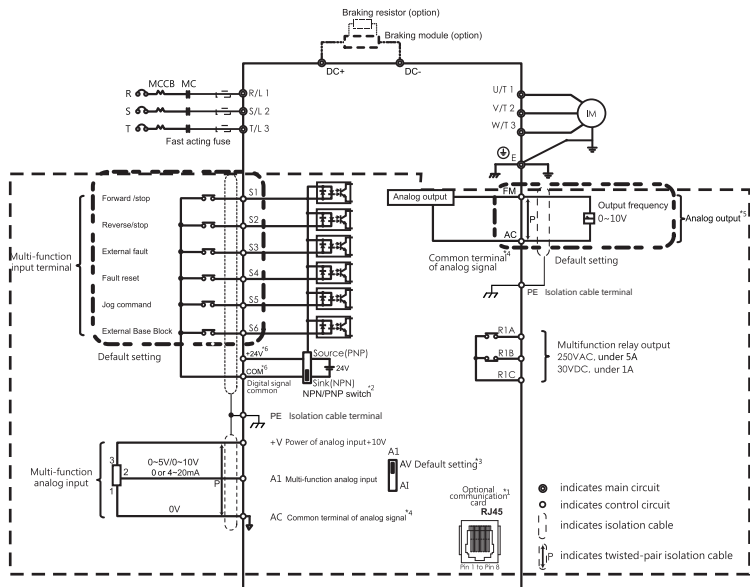 Braking resistor (option)
Braking module (option)
DC+
DC-
MCCB MC
R
R/L 1
S
S/L 2
T
T/L 3
Fast acting fuse
U/T 1
V/T 2
W/T 3
IM
E
Multi-function
input terminal
Forward /stop
S1
Reverse/stop
S2
External fault
S3
Fault reset
S4
Jog command
S5
External Base Block
S6
Default setting
+24V*6
COM*6
Digital signal
common
Source(PNP)
24V
Sink(NPN)
NPN/PNP switch*2
PE Isolation cable terminal
Analog output
FM
P
AC
Output frequency
0~10V
Analog output*5
*4
Common terminal
of analog signal
Default setting
PE Isolation cable terminal
R1A
R1B
R1C
Multifunction relay output
250VAC, under 5A
30VDC, under 1A
Multi-function
analog input
3
2
1
0~5V/0~10V
0 or 4~20mA
0V
P
+V Power of analog input+10V
A1 Multi-function analog input
AC Common terminal of analog signal*4
A1
AV Default setting*3
AI
Optional
communication*1
card
RJ45
Pin 1 to Pin 8
indicates main circuit
indicates control circuit
indicates isolation cable
P indicates twisted-pair isolation cable